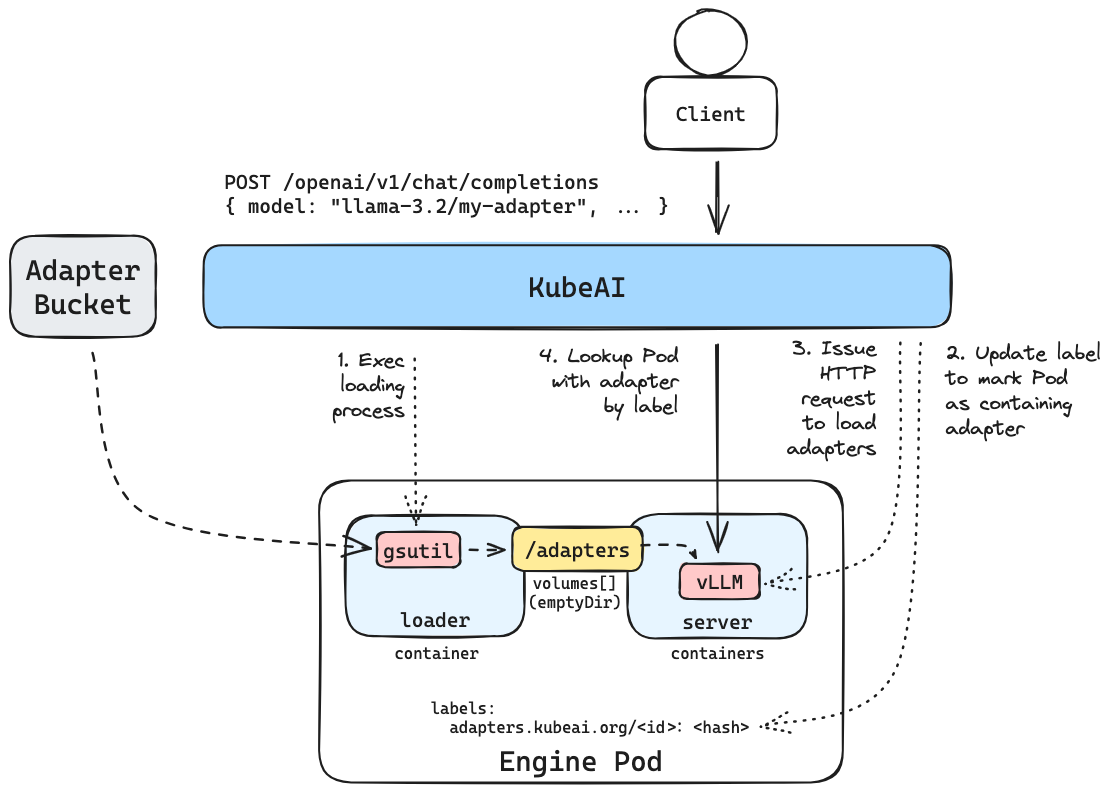 Client
POST /openai/v1/chat/completions
{ model: "llama-3.2/my-adapter", ... }
Adapter
Bucket
KubeAI
1. Exec
loading
process
4. Lookup Pod
with adapter
by label
3. Issue
HTTP
request
to load
adapters
2. Update label
to mark Pod
as containing
adapter
gsutil
/adapters
vLLM
volumes[]
(emptyDir)
loader
server
container
containers
labels:
adapters.kubeai.org/<id>: <hash>
Engine Pod